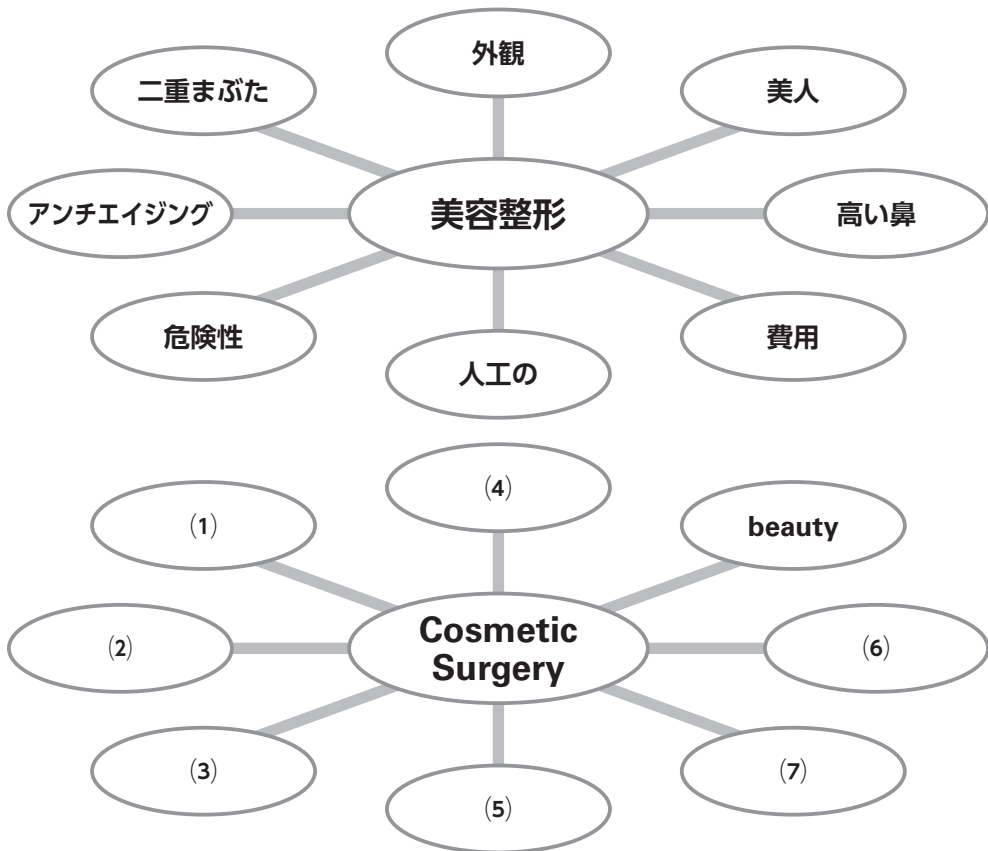 外観
二重まぶた
美人
アンチエイジング
美容整形
高い鼻
危険性
費用
人工の
(4)
(1)
beauty
(2)
Cosmetic
Surgery
(6)
(3)
(7)
(5)